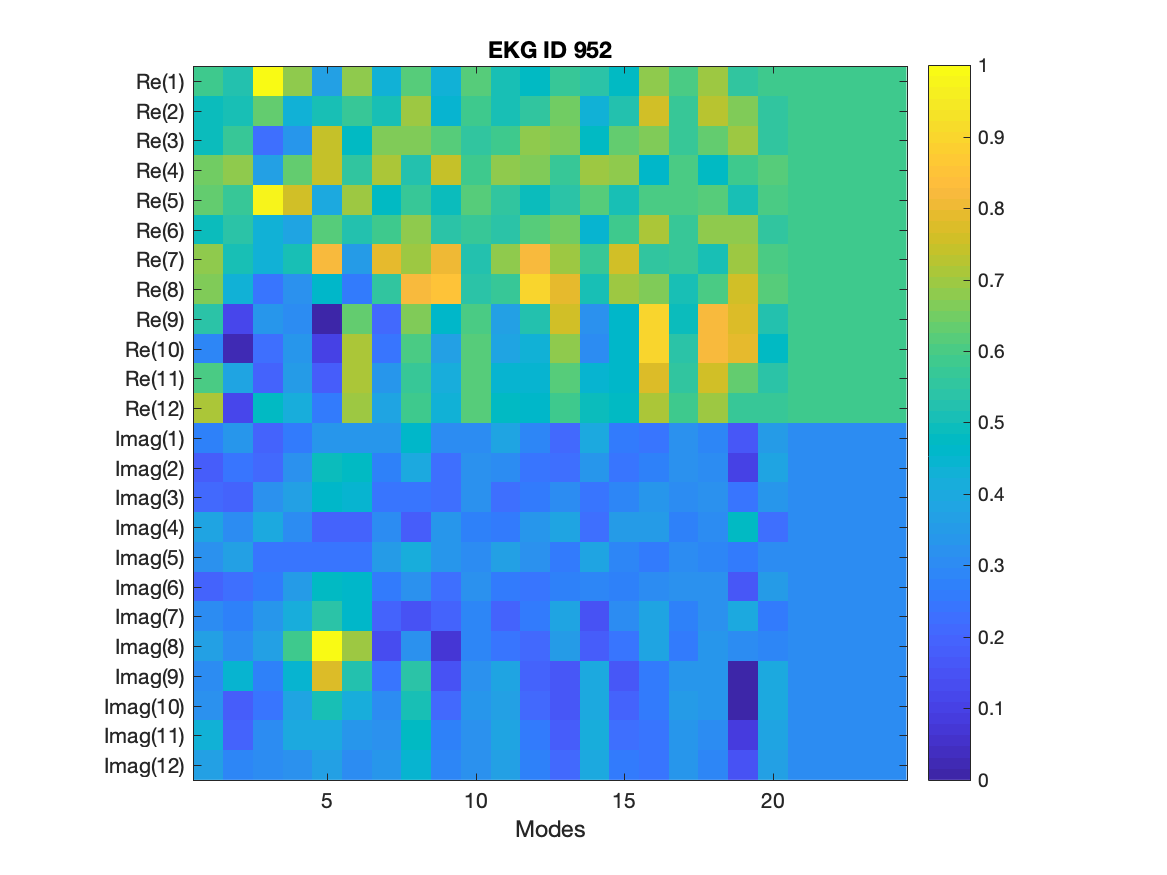 EKG ID 952
Re(1)
Re(2)
Re(3)
Re(4)
Re(5)
Re(6)
Re(7)
Re(8)
Re(9)
Re(10)
Re(11)
Re(12)
Imag(1)
Imag(2)
Imag(3)
Imag(4)
Imag(5)
Imag(6)
Imag(7)
Imag(8)
Imag(9)
Imag(10)
Imag(11)
Imag(12)
5 10 15 20
Modes
1
0.9
0.8
0.7
0.6
0.5
0.4
0.3
0.2
0.1
0